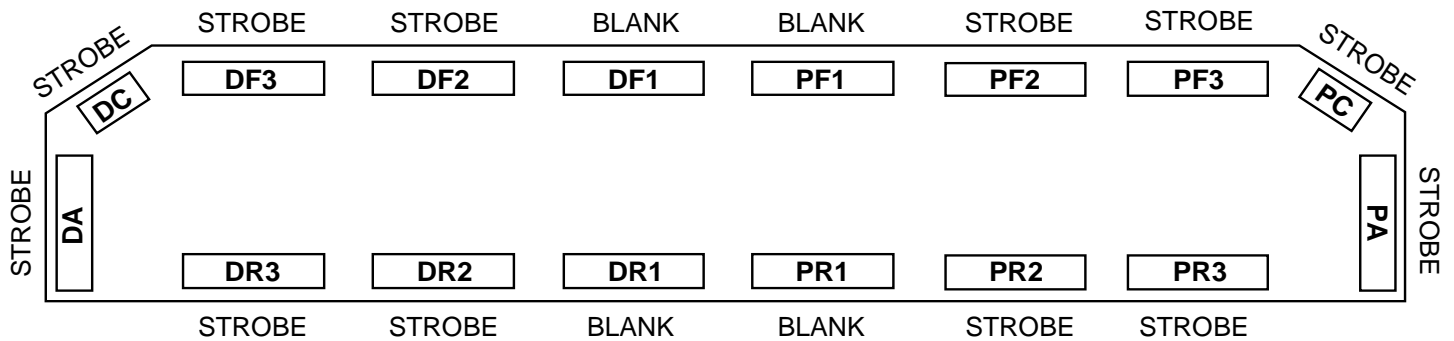 STROBE STROBE BLANK BLANK STROBE STROBE
STROBE STROBE
DF3 DF2 DF1 PF1 PF2 PF3
DC PC
STROBE DA PA STROBE
DR3 DR2 DR1 PR1 PR2 PR3
STROBE STROBE BLANK BLANK STROBE STROBE